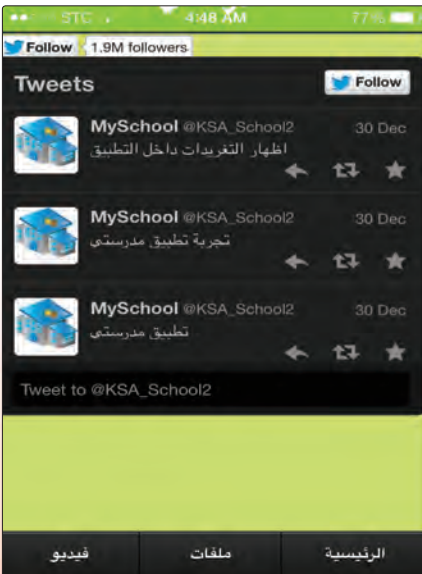 STC 4:48 AM 77%
Follow 1.9M followers
Tweets Follow
MySchool @KSA_School2 30 Dec
اظهار التغريدات داخل التطبيق
MySchool @KSA_School2 30 Dec
تجربة تطبيق مدرستي
MySchool @KSA_School2 30 Dec
تطبيق مدرستي
Tweet to @KSA_School2
الرئيسية ملفات فيديو